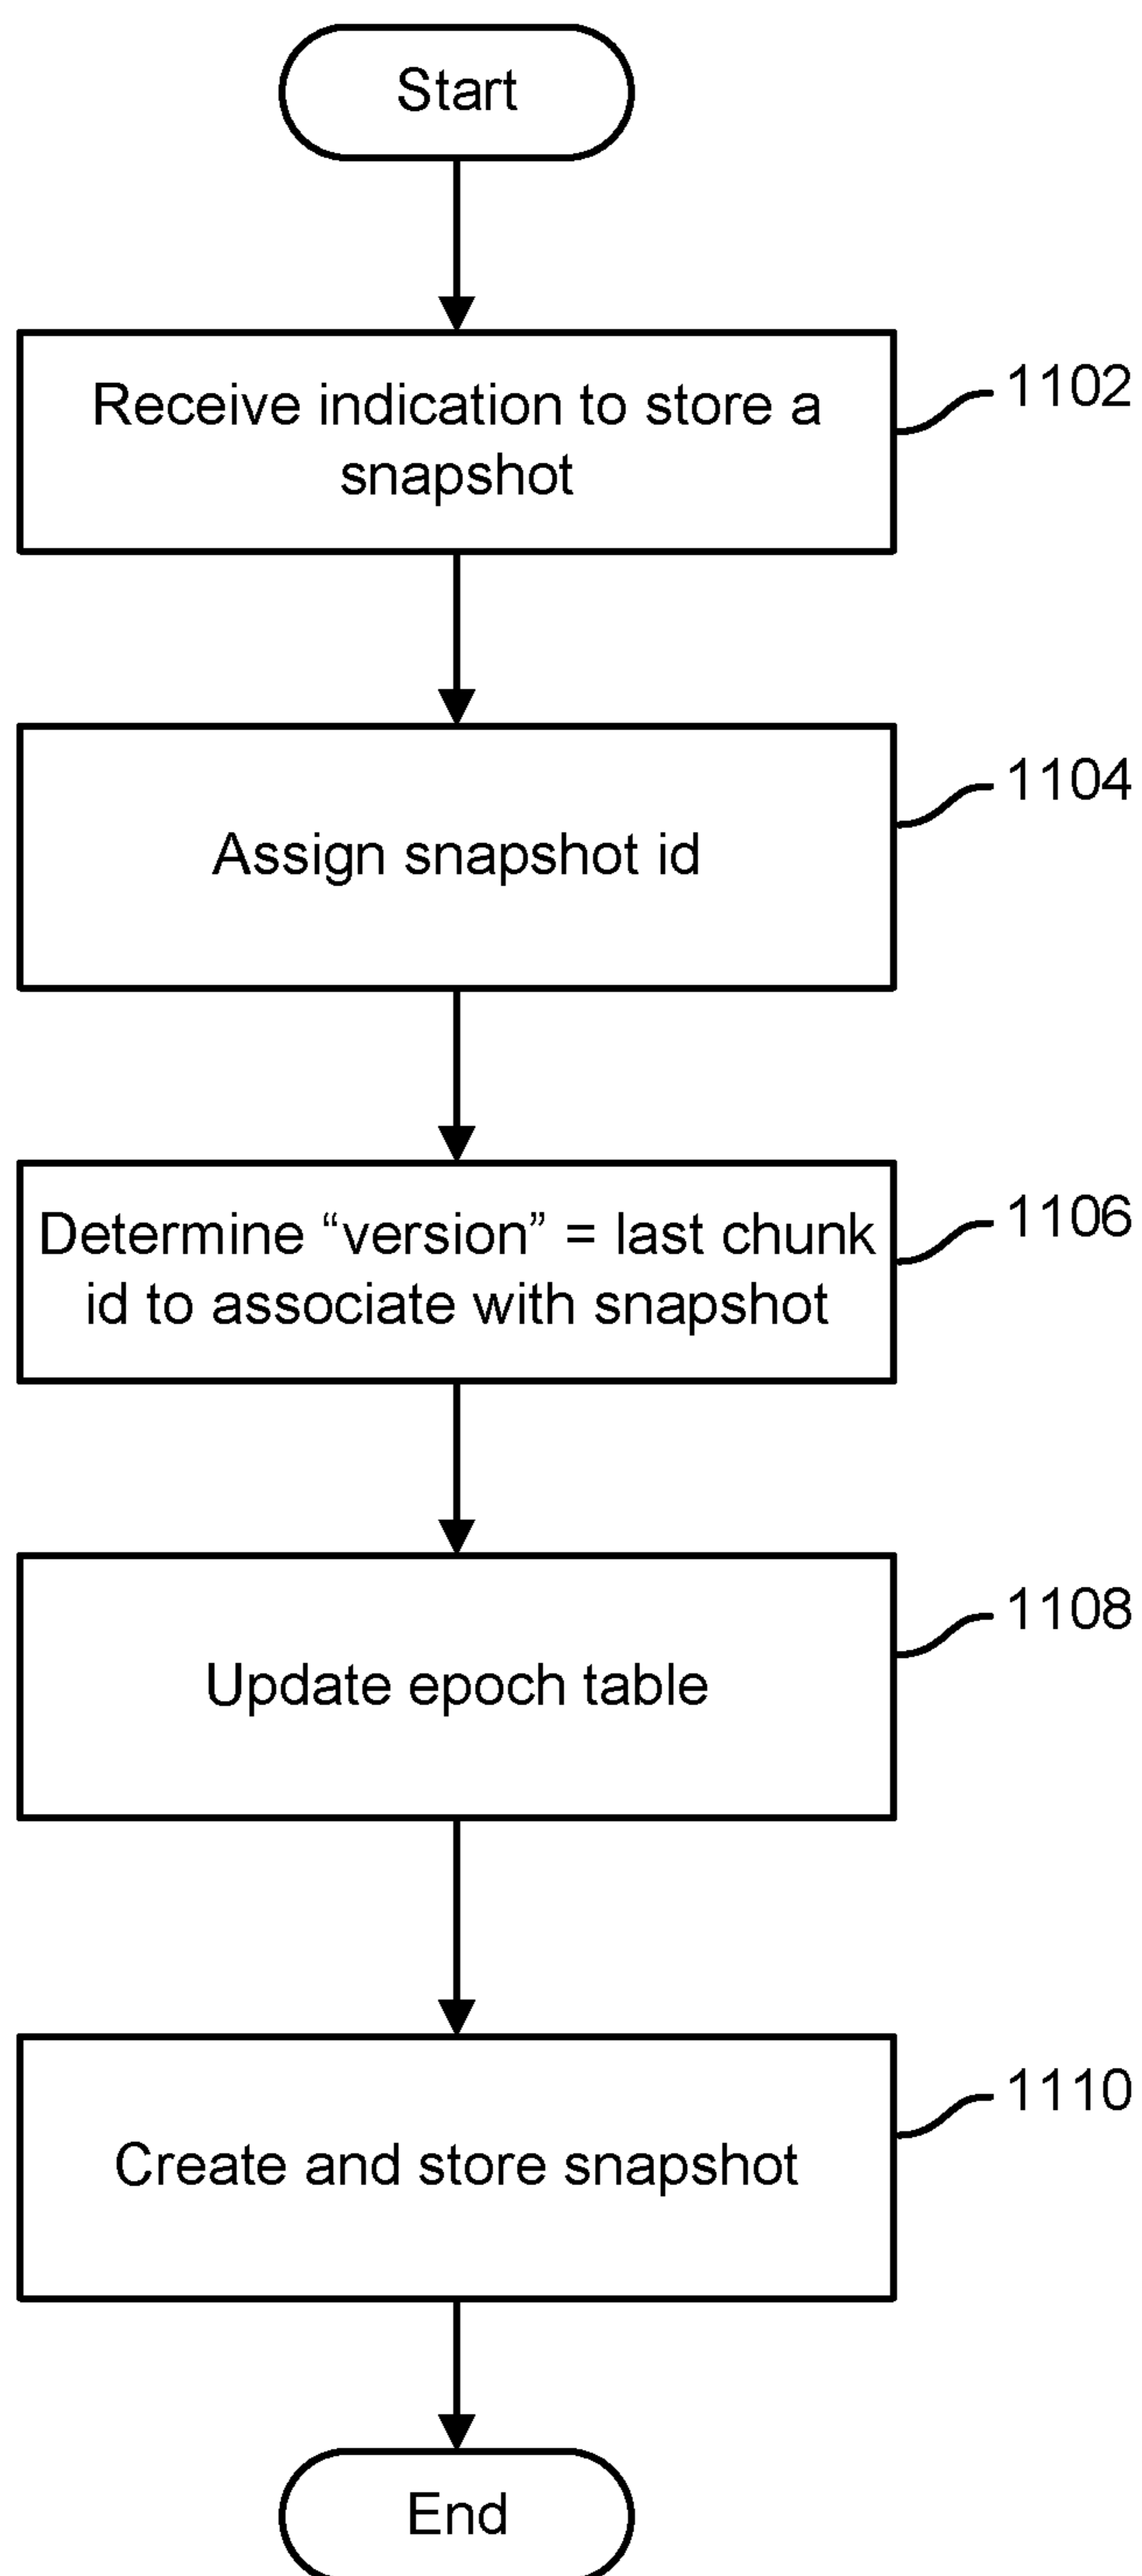 Start
Receive indication to store a
snapshot
1102
Assign snapshot id
1104
Determine “version” = last chunk
id to associate with snapshot
1106
Update epoch table
1108
Create and store snapshot
1110
End